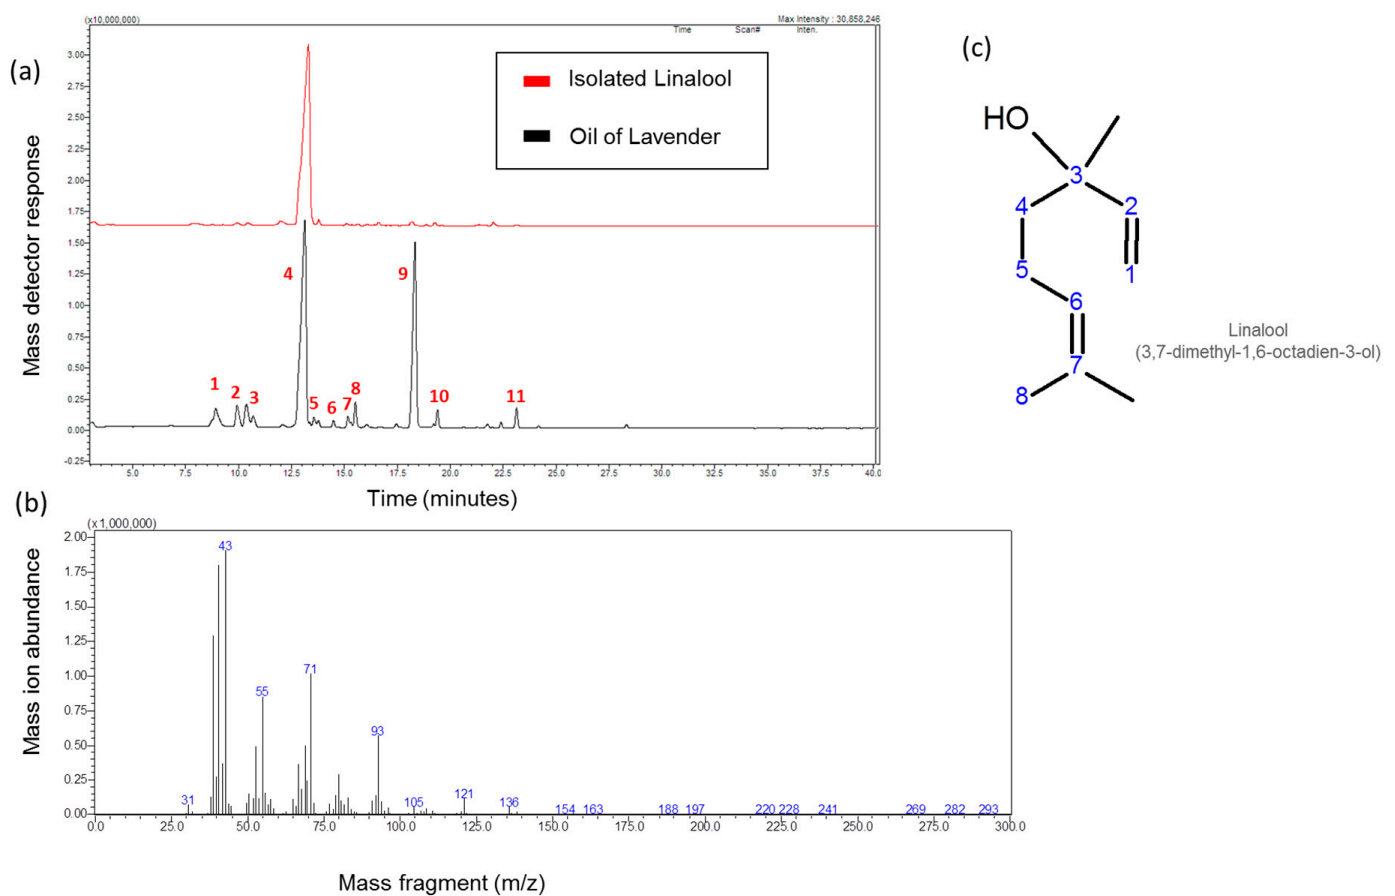 (x10,000,000)
Max Intensity : 30,858,246
Time Scan# Inten.
(a)
Mass detector response
3.00
2.75
2.50
2.25
2.00
1.75
1.50
1.25
1.00
0.75
0.50
0.25
0.00
-0.25
Isolated Linalool
Oil of Lavender
1
2
3
4
5
6
7
8
9
10
11
5.0 7.5 10.0 12.5 15.0 17.5 20.0 22.5 25.0 27.5 30.0 32.5 35.0 37.5 40.0
Time (minutes)
(b)
(x1,000,000)
Mass ion abundance
2.00
1.75
1.50
1.25
1.00
0.75
0.50
0.25
0.00
31
43
55
71
93
105
121
136
154 163 188 197 220 228 241 269 282 293
0.0 25.0 50.0 75.0 100.0 125.0 150.0 175.0 200.0 225.0 250.0 275.0 300.0
Mass fragment (m/z)
(c)
HO
3
4
2
5
1
6
7
8
Linalool
(3,7-dimethyl-1,6-octadien-3-ol)